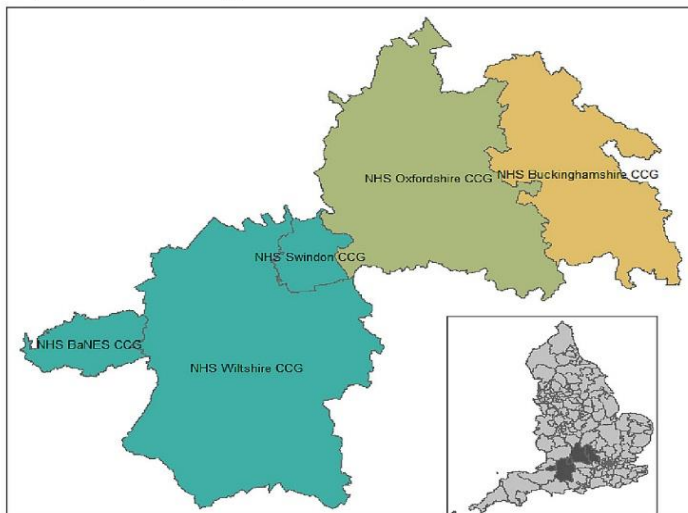 NHS Oxfordshire CCG
NHS Buckinghamshire CCG
NHS Swindon CCG
NHS BaNES CCG
NHS Wiltshire CCG